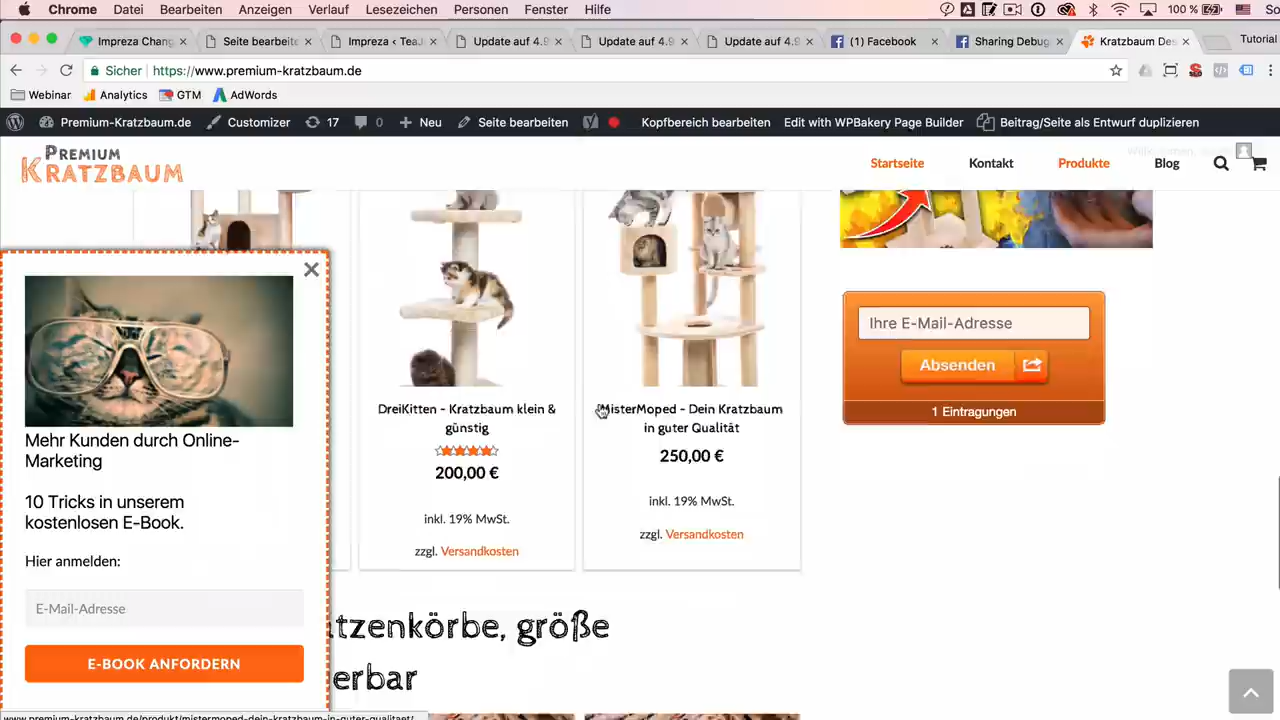 Chrome Datei Bearbeiten Anzeigen Verlauf Lesezeichen Personen Fenster Hilfe 100 % So
Impreza Chang Seite bearbeite Impreza < TeaJ Update auf 4.9 Update auf 4.9 Update auf 4.9 (1) Facebook Sharing Debug Kratzbaum Des Tutorial
Sicher https://www.premium-kratzbaum.de
Webinar Analytics GTM AdWords
Premium-Kratzbaum.de Customizer 17 0 Neu Seite bearbeiten Kopfbereich bearbeiten Edit with WPBakery Page Builder Beitrag/Seite als Entwurf duplizieren
Premium
Kratzbaum
Startseite Kontakt Produkte Blog
Mehr Kunden durch Online-
Marketing
10 Tricks in unserem
kostenlosen E-Book.
Hier anmelden:
E-Mail-Adresse
E-BOOK ANFORDERN
DreiKitten - Kratzbaum klein &
günstig
200,00 €
inkl. 19% MwSt.
zzgl. Versandkosten
MisterMoped - Dein Kratzbaum
in guter Qualität
250,00 €
inkl. 19% MwSt.
zzgl. Versandkosten
Ihre E-Mail-Adresse
Absenden
1 Eintragungen
tzenkörbe, größe
erbar
www.premium-kratzbaum.de/produkt/mistermoped-dein-kratzbaum-in-guter-qualitaet/